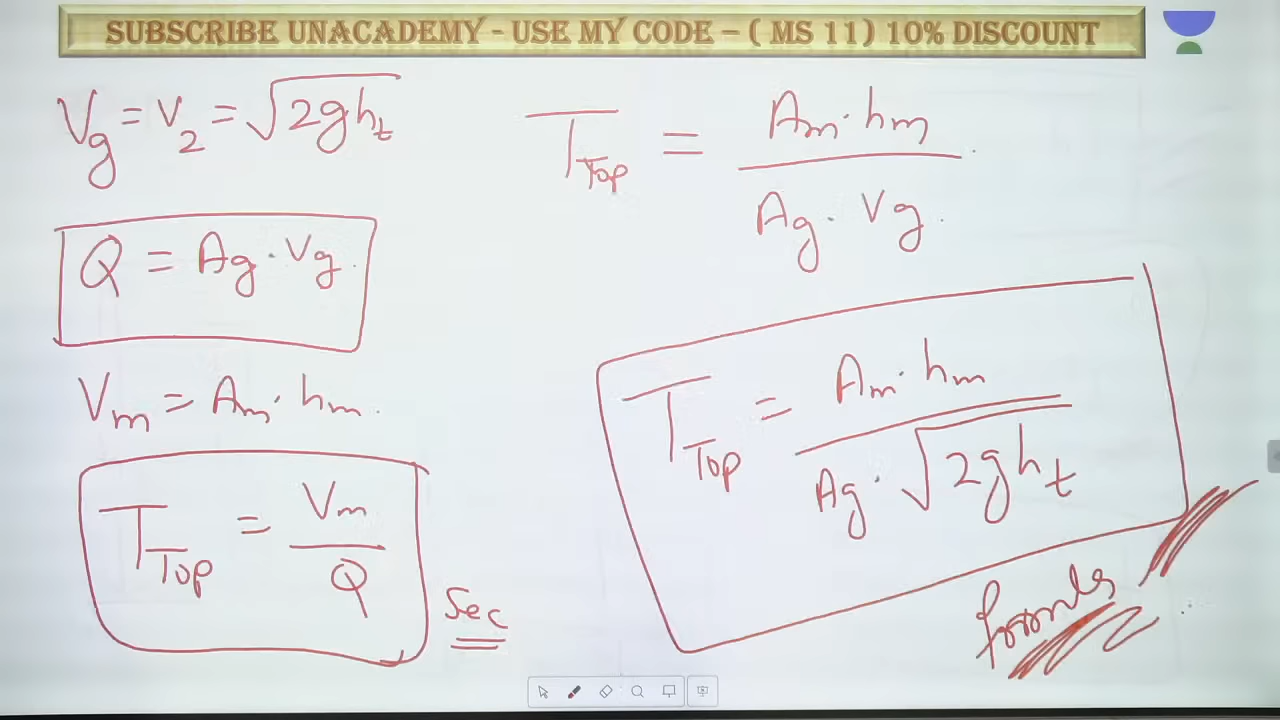 SUBSCRIBE UNACADEMY - USE MY CODE – ( MS 11) 10% DISCOUNT
Vg = V2 = √2ght
Q = Ag · Vg.
Vm = Am · hm.
TTop = Vm / Q
Sec
TTop = Am · hm / Ag · Vg.
TTop = Am · hm / Ag · √2ght